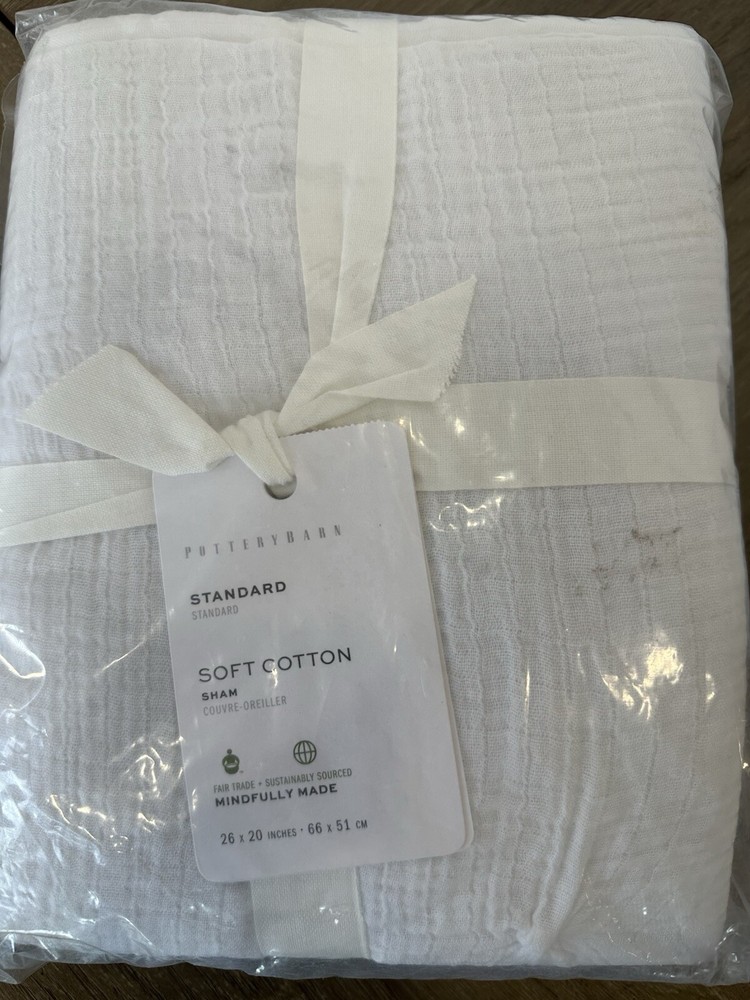 POTTERYBARN
STANDARD
STANDARD
SOFT COTTON
SHAM
COUVRE-OREILLER
FAIR TRADE + SUSTAINABLY SOURCED
MINDFULLY MADE
26 x 20 INCHES · 66 x 51 CM